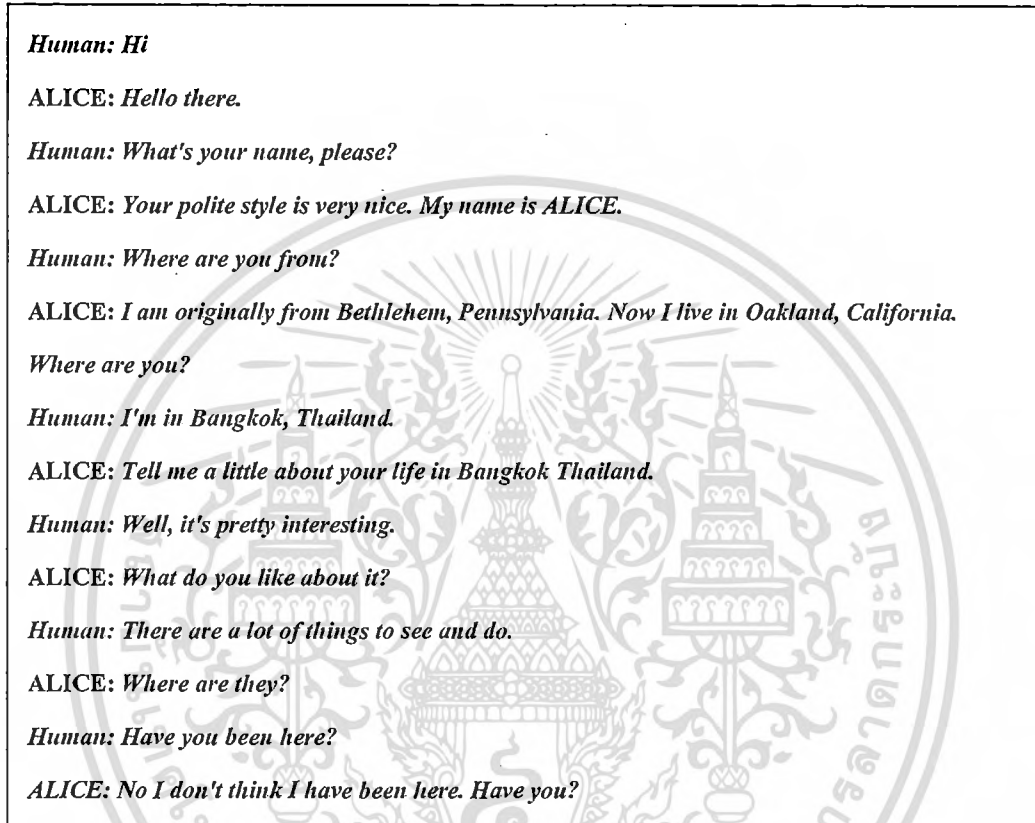 Human: Hi
ALICE: Hello there.
Human: What's your name, please?
ALICE: Your polite style is very nice. My name is ALICE.
Human: Where are you from?
ALICE: I am originally from Bethlehem, Pennsylvania. Now I live in Oakland, California.
Where are you?
Human: I'm in Bangkok, Thailand.
ALICE: Tell me a little about your life in Bangkok Thailand.
Human: Well, it's pretty interesting.
ALICE: What do you like about it?
Human: There are a lot of things to see and do.
ALICE: Where are they?
Human: Have you been here?
ALICE: No I don't think I have been here. Have you?